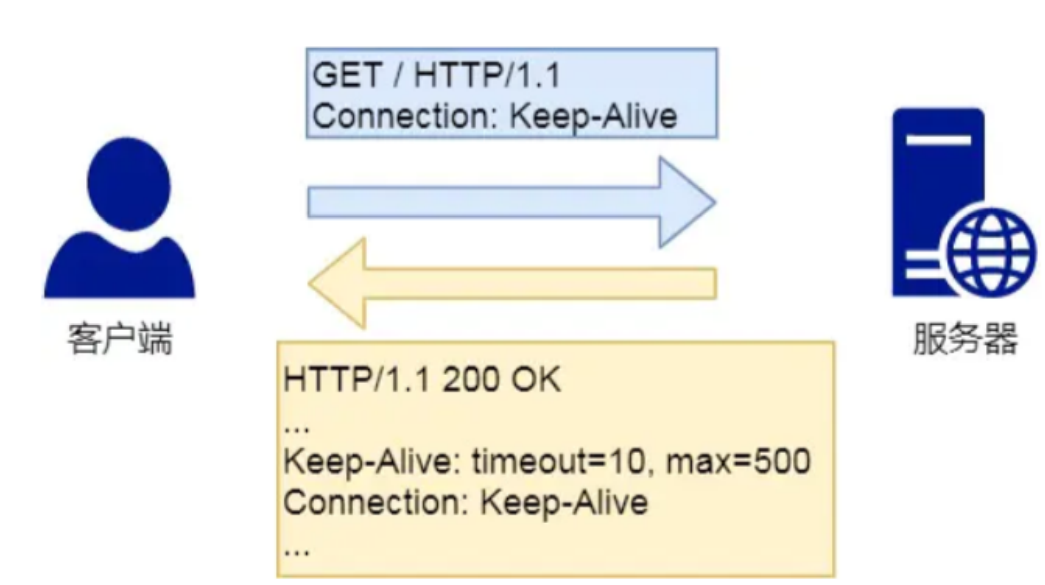 GET / HTTP/1.1
Connection: Keep-Alive
客户端
服务器
HTTP/1.1 200 OK
...
Keep-Alive: timeout=10, max=500
Connection: Keep-Alive
...